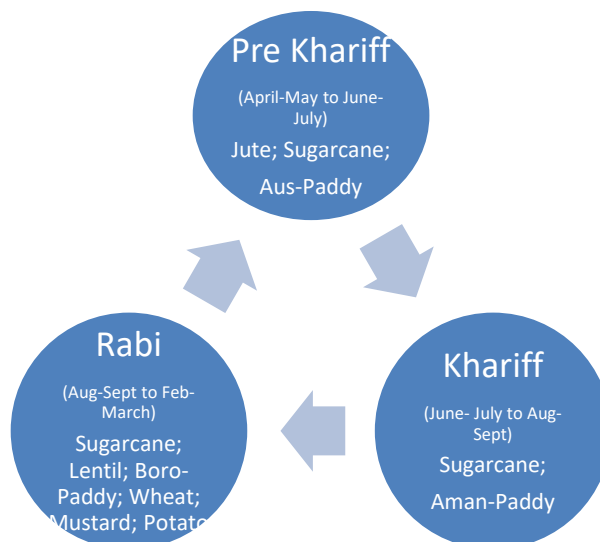 Pre Khariff
(April-May to June-
July)
Jute; Sugarcane;
Aus-Paddy
Khariff
(June- July to Aug-
Sept)
Sugarcane;
Aman-Paddy
Rabi
(Aug-Sept to Feb-
March)
Sugarcane;
Lentil; Boro-
Paddy; Wheat;
Mustard; Potato